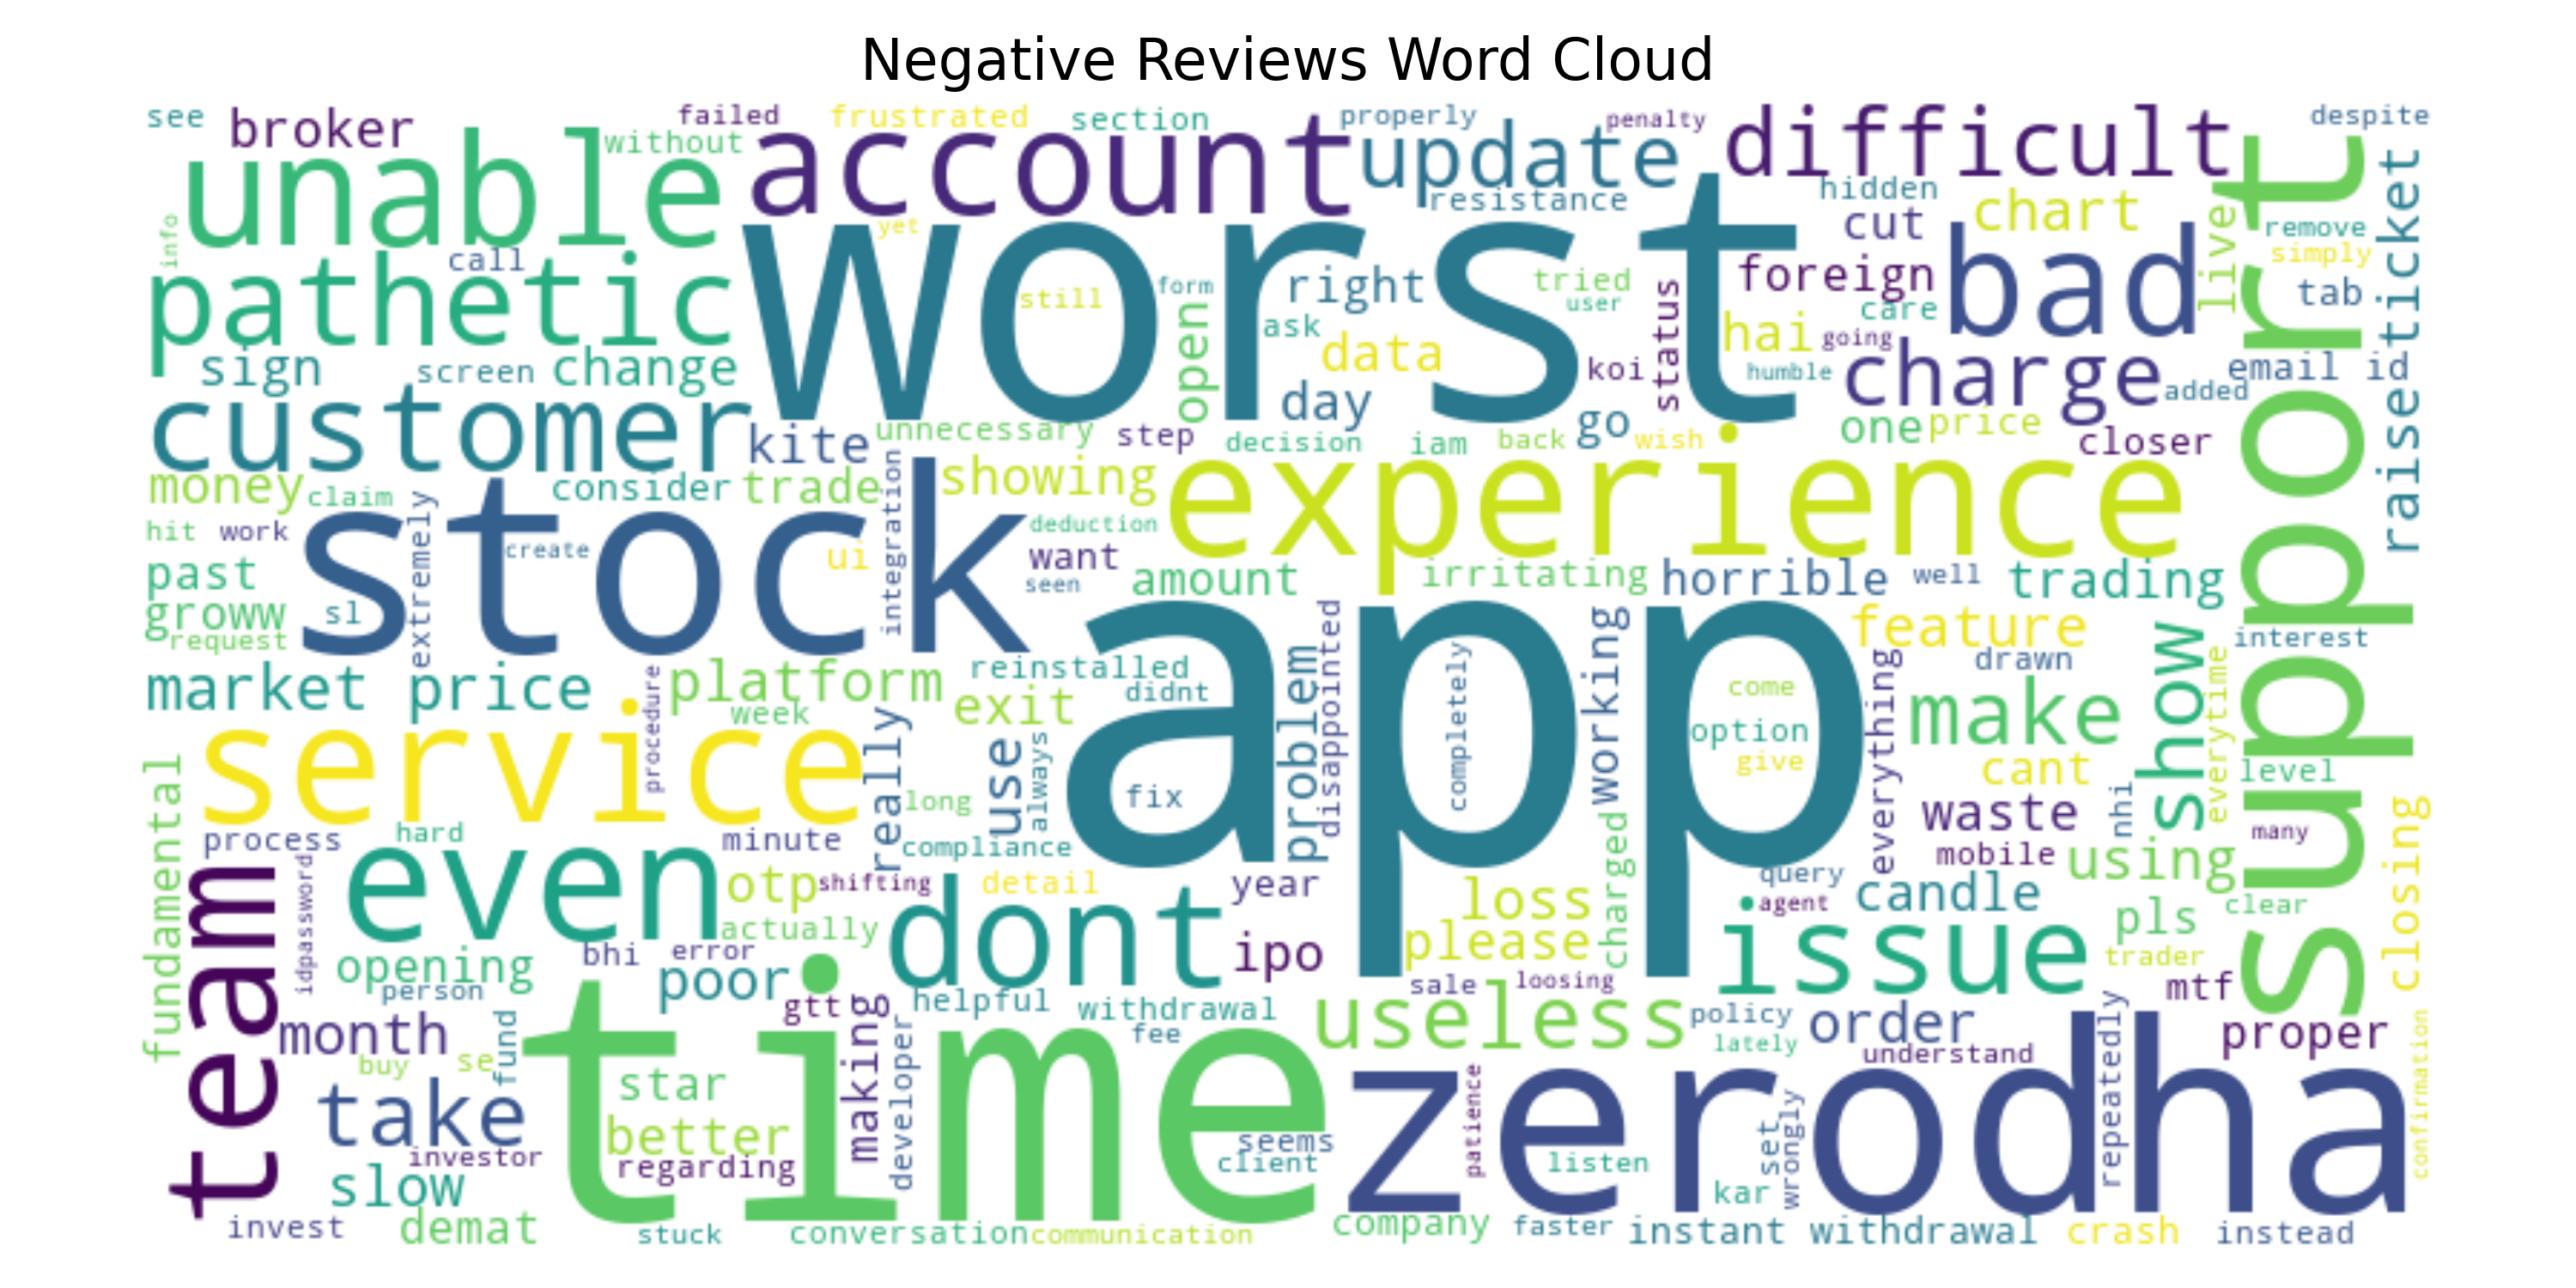 Negative Reviews Word Cloud
see
broker
failed
frustrated
section
properly
penalty
difficult
despite
unable
without
account
update
hidden
resistance
cut
chart
live
support
raise ticket
remove
simply
tab
info
call
yet
worst
pathetic
still
form
right
tried
user
status
foreign
care
bad
hai
going
ask
data
open
koi
humble
charge
added
email id
sign
screen
change
day
go
customer
kite
unnecessary
step
decision
iam
back
wish
one
price
closer
money
claim
consider
trade
integration
showing
experience
extremely
hit
work
stock
create
ui
deduction
want
seen
past
amount
irritating
horrible
well
trading
groww
sl
request
app
feature
interest
market price
procedure
platform
reinstalled
didnt
week
exit
problem
disappointed
completely
working
come
option
give
everything
drawn
make
show
everytime
service
really
use
always
fix
cant
level
fundamental
long
waste
nhi
many
closing
process
hard
minute
compliance
charged
mobile
using
team
idpassword
even
otp
shifting
detail
year
loss
query
agent
candle
pls
clear
actually
dont
please
issue
trader
opening
bhi
error
ipo
person
poor
gtt
making
helpful
withdrawal
sale
loosing
mtf
month
fund
time
developer
fee
useless
policy
order
proper
lately
understand
repeatedly
confirmation
buy
se
star
zerodha
take
better
seems
patience
set
wrongly
investor
regarding
client
listen
slow
kar
invest
demat
stuck
conversation
communication
company
faster
instant withdrawal
crash
instead